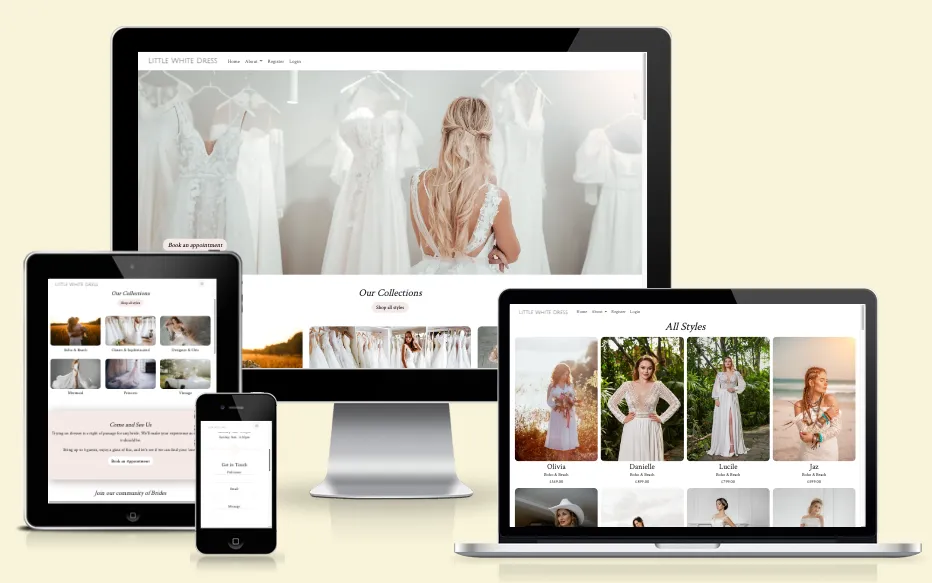 LITTLE WHITE DRESS Home About Register Login
Book an appointment
Our Collections
Shop all styles
LITTLE WHITE DRESS
Our Collections
Shop all styles
Boho & Beach
Classic & Sophisticated
Designer & Chic
Mermaid
Princess
Vintage
Come and See Us
Book an Appointment
Join our community of Brides
Get in Touch
Email
Message
LITTLE WHITE DRESS Home About Register Login
All Styles
Olivia Danielle Lucile Jaz
Boho & Beach Boho & Beach Boho & Beach Boho & Beach